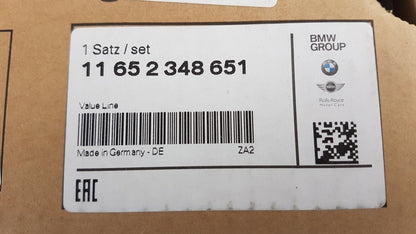 1 Satz / set
11 65 2 348 651
Value Line
Made in Germany - DE ZA2
EAC
BMW
GROUP
Rolls-Royce
Motor Cars